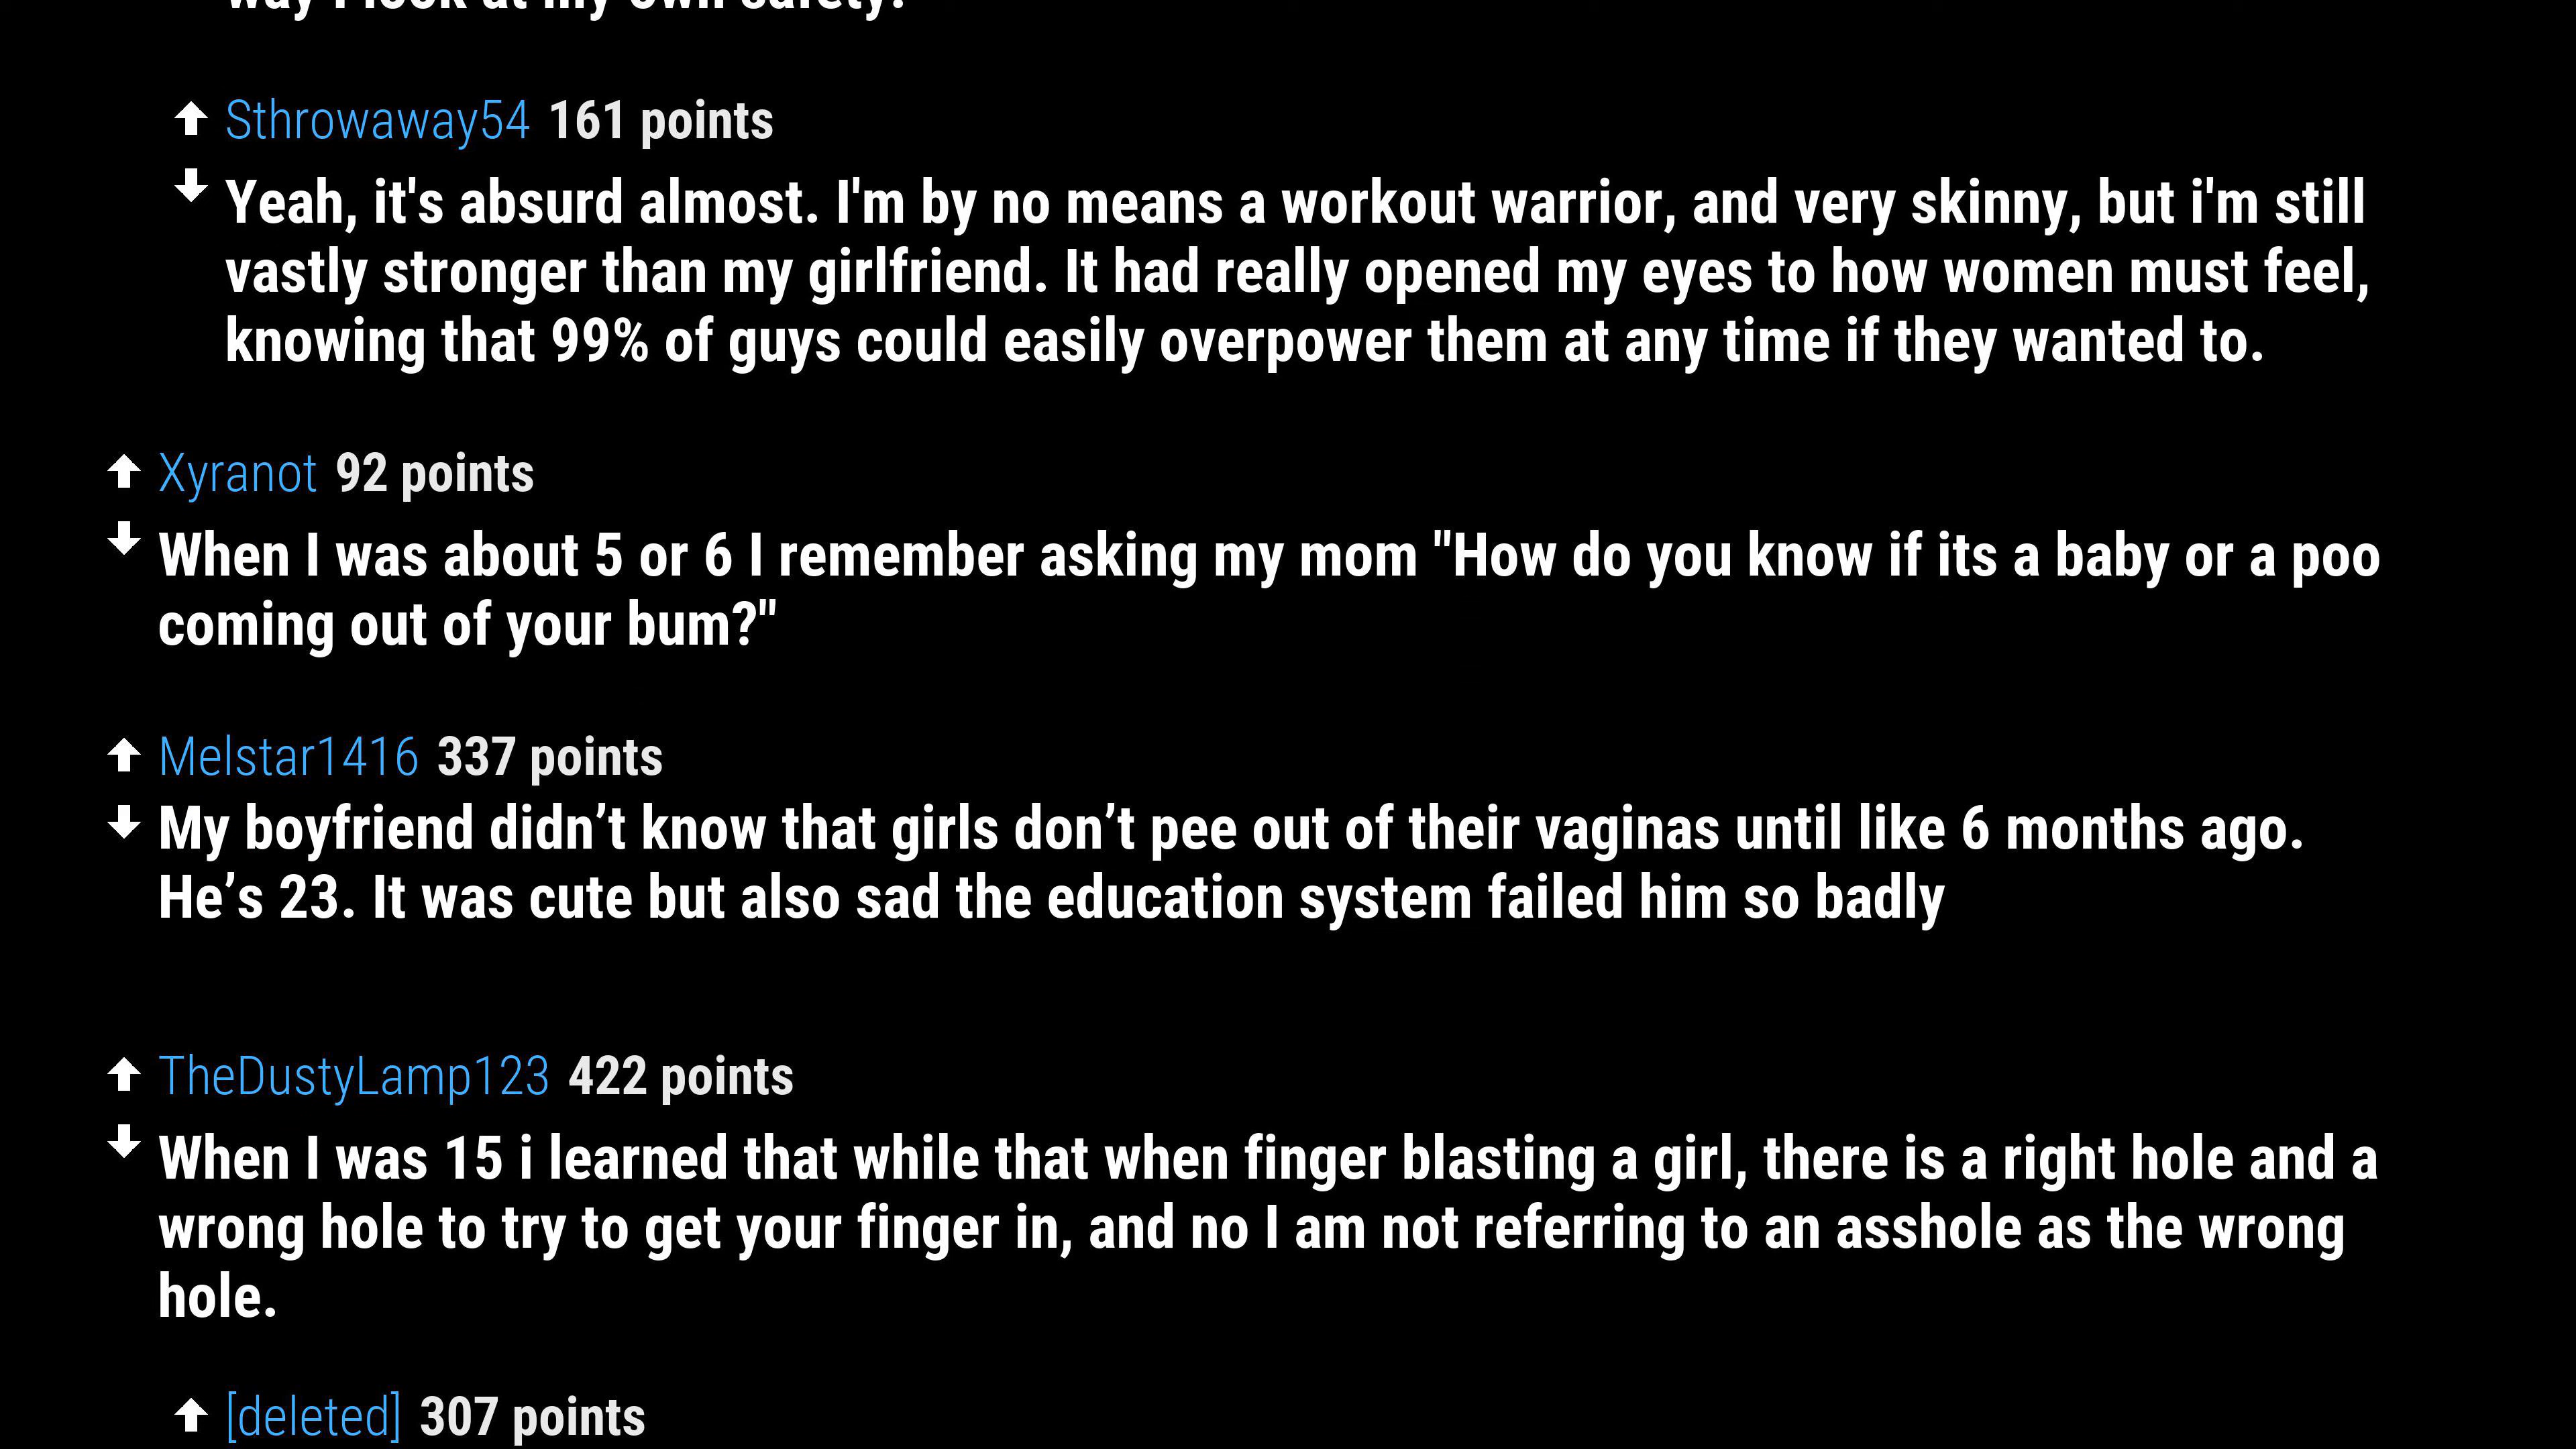 way I look at my own safety.
Sthrowaway54 161 points
Yeah, it's absurd almost. I'm by no means a workout warrior, and very skinny, but i'm still
vastly stronger than my girlfriend. It had really opened my eyes to how women must feel,
knowing that 99% of guys could easily overpower them at any time if they wanted to.
Xyranot 92 points
When I was about 5 or 6 I remember asking my mom "How do you know if its a baby or a poo
coming out of your bum?"
Melstar1416 337 points
My boyfriend didn’t know that girls don’t pee out of their vaginas until like 6 months ago.
He’s 23. It was cute but also sad the education system failed him so badly
TheDustyLamp123 422 points
When I was 15 i learned that while that when finger blasting a girl, there is a right hole and a
wrong hole to try to get your finger in, and no I am not referring to an asshole as the wrong
hole.
[deleted] 307 points